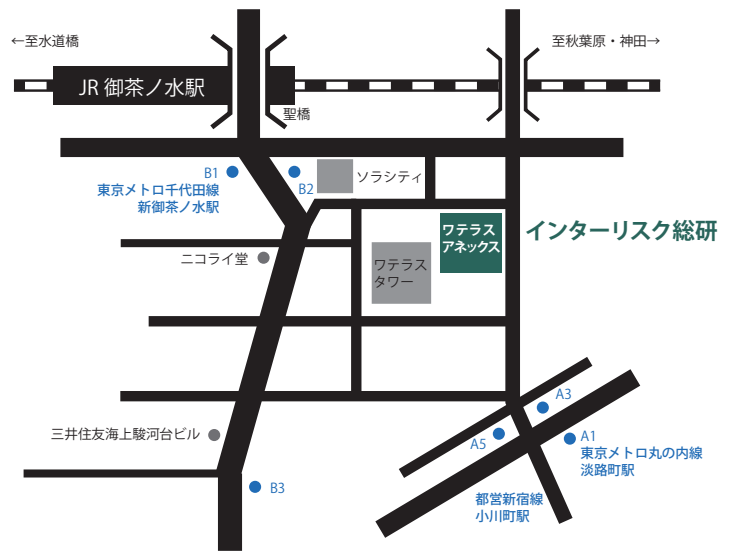 ←至水道橋
至秋葉原・神田→
JR 御茶ノ水駅
聖橋
B1
東京メトロ千代田線
新御茶ノ水駅
B2
ソラシティ
ワテラス
アネックス
インターリスク総研
ニコライ堂
ワテラス
タワー
三井住友海上駿河台ビル
A3
A5
A1
東京メトロ丸の内線
淡路町駅
B3
都営新宿線
小川町駅